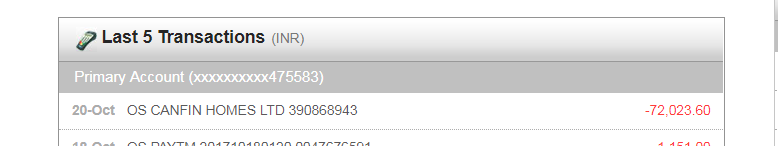 Last 5 Transactions (INR)
Primary Account (xxxxxxxxxx475583)
20-Oct OS CANFIN HOMES LTD 390868943 -72,023.60